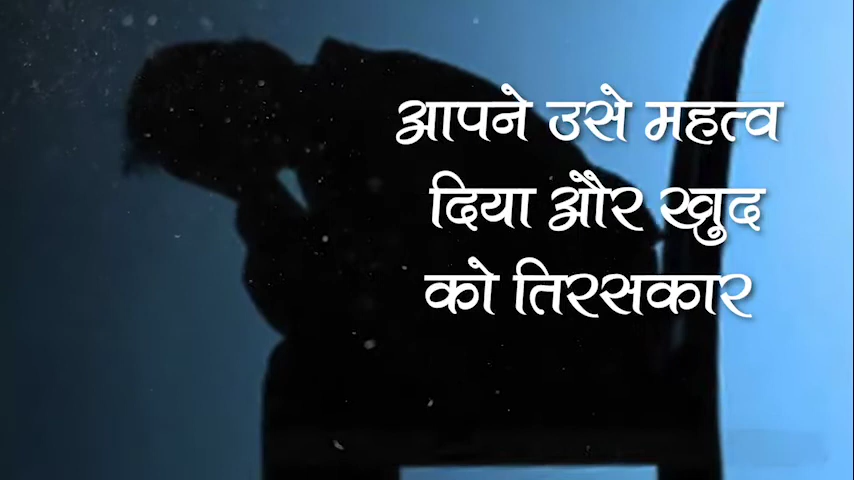 आपने उसे महत्व
दिया और खुद
को तिरसकार